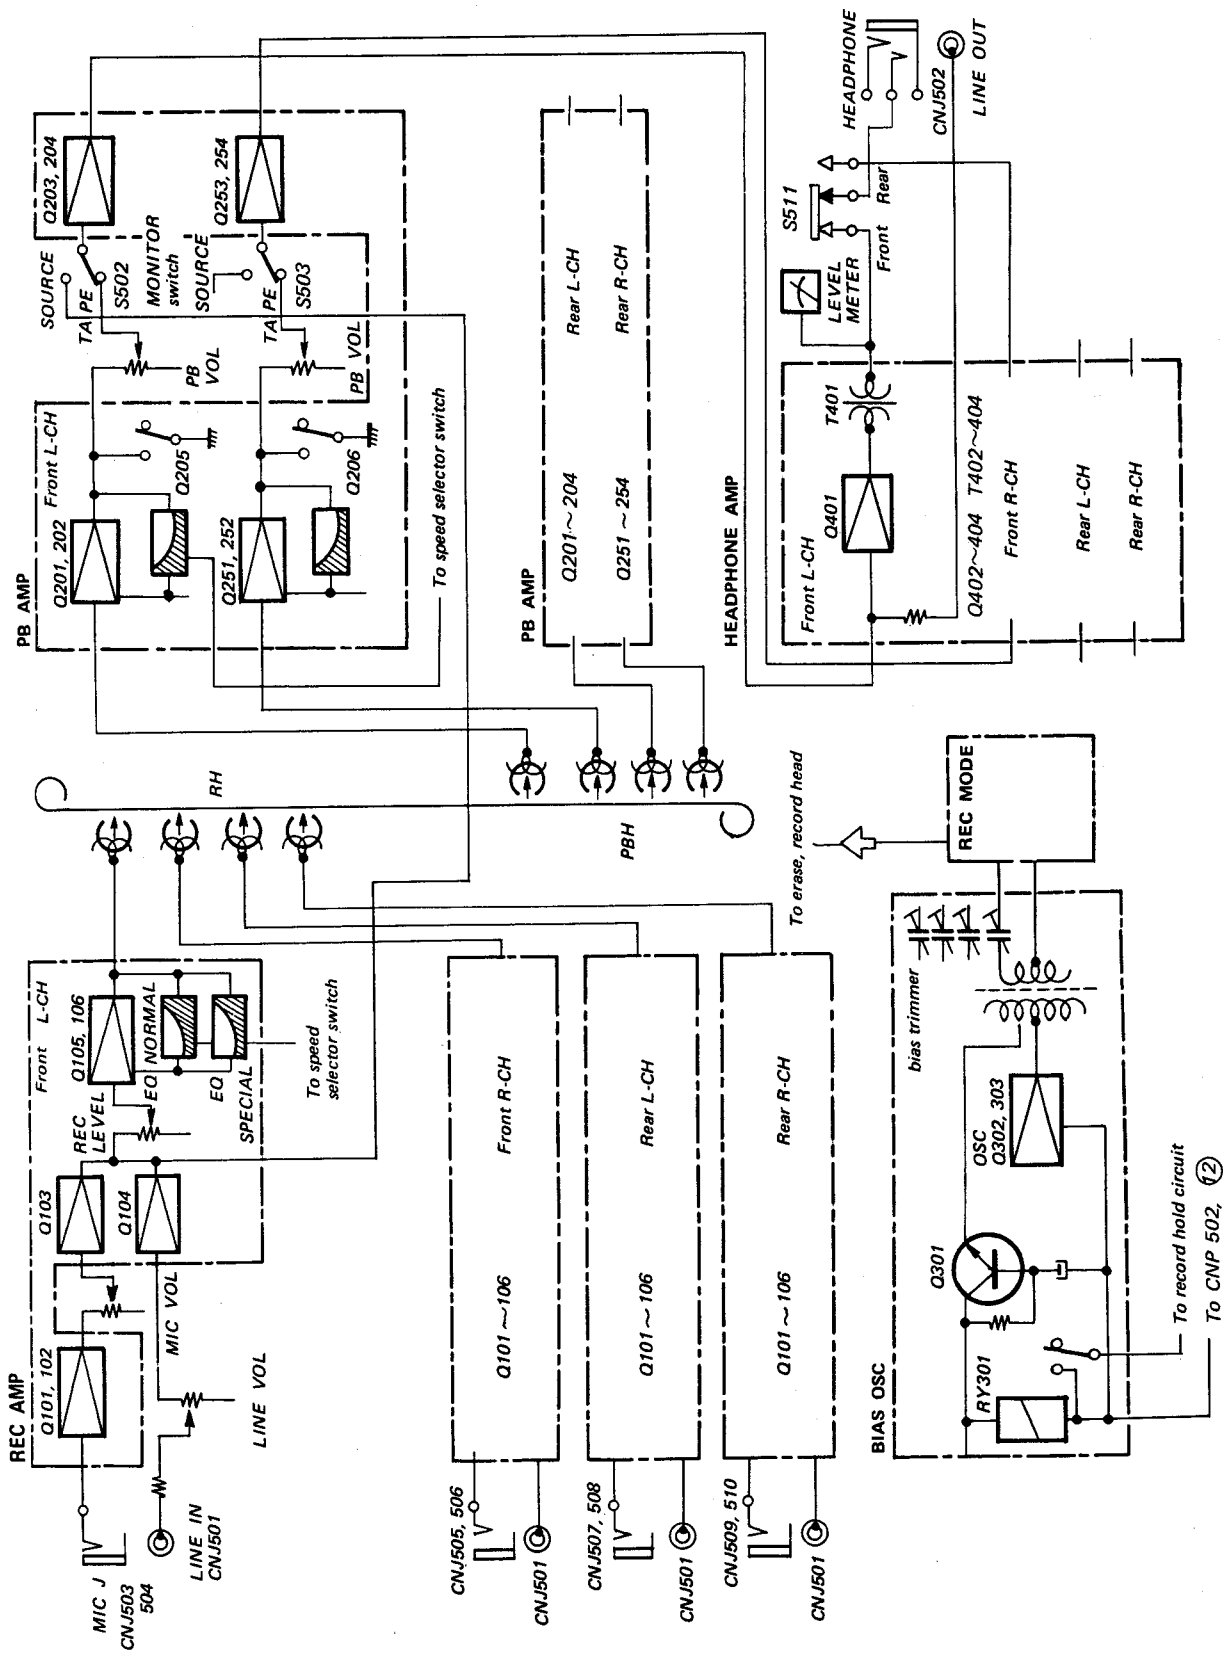 REC AMP
Q101, 102
MIC J
CNJ503
504
LINE IN
CNJ501
LINE VOL
MIC VOL
Q103
Q104
REC
LEVEL
Front L-CH
Q105, 106
EQ NORMAL
EQ
SPECIAL
To speed
selector switch
RH
PBH
PB AMP
Front L-CH
Q201, 202
Q205
Q251, 252
Q206
To speed selector switch
PB
VOL
PB VOL
SOURCE
TAPE
S502
MONITOR
switch
SOURCE
TAPE
S503
Q203, 204
Q253, 254
CNJ505, 506
CNJ501
Q101～106
Front R-CH
CNJ507, 508
CNJ501
Q101～106
Rear L-CH
CNJ509, 510
CNJ501
Q101～106
Rear R-CH
PB AMP
Q201～204
Rear L-CH
Q251～254
Rear R-CH
HEADPHONE AMP
Front L-CH
Q401
T401
Q402～404 T402～404
Front R-CH
Rear L-CH
Rear R-CH
LEVEL
METER
S511
Front
Rear
HEADPHONE
CNJ502
LINE OUT
BIAS OSC
RY301
Q301
OSC
Q302, 303
bias trimmer
To erase, record head
REC MODE
To record hold circuit
To CNP 502, 12